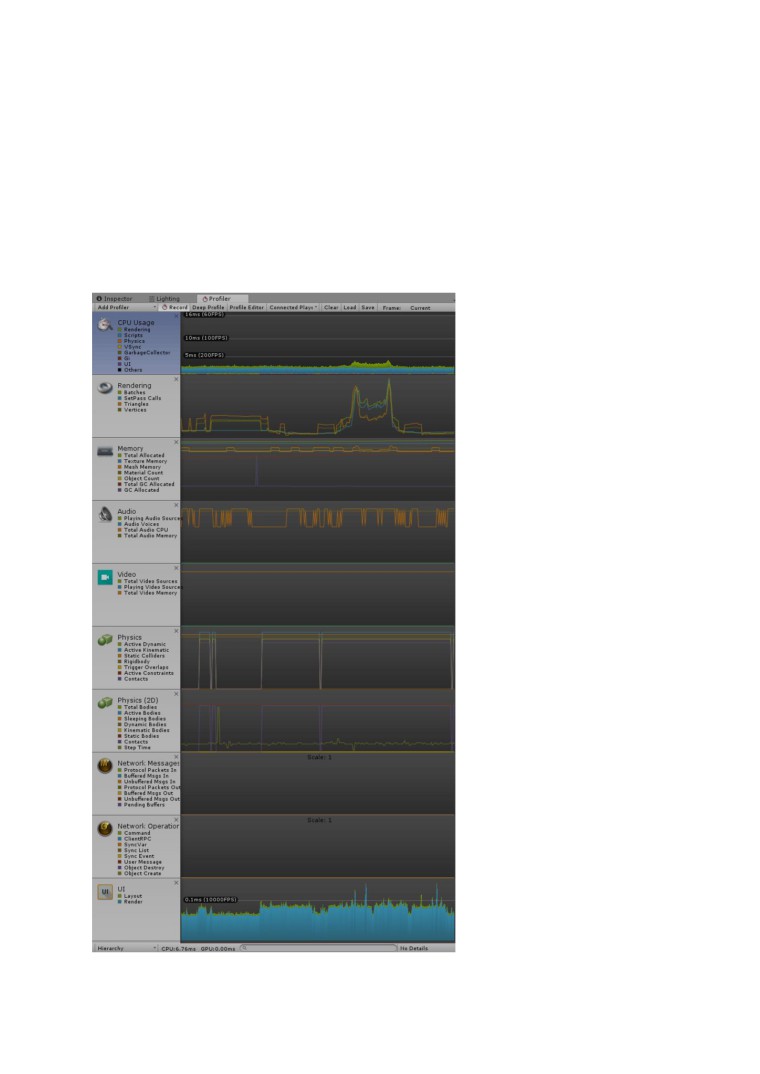 Inspector
Lighting
Profiler
Add Profiler
Record
Deep Profile
Profile Editor
Connected Playe
Clear
Load
Save
Frame:
Current
CPU Usage
Rendering
Scripts
Physics
VSync
GarbageCollector
Gi
UI
Others
16ms (60FPS)
10ms (100FPS)
5ms (200FPS)
Rendering
Batches
SetPass Calls
Triangles
Vertices
Memory
Total Allocated
Texture Memory
Mesh Memory
Material Count
Object Count
Total GC Allocated
GC Allocated
Audio
Playing Audio Sources
Audio Voices
Total Audio CPU
Total Audio Memory
Video
Total Video Sources
Playing Video Sources
Total Video Memory
Physics
Active Dynamic
Active Kinematic
Static Colliders
Rigidbody
Trigger Overlaps
Active Constraints
Contacts
Physics (2D)
Total Bodies
Active Bodies
Sleeping Bodies
Dynamic Bodies
Kinematic Bodies
Static Bodies
Contacts
Step Time
Network Messages
Protocol Packets In
Buffered Msgs In
Unbuffered Msgs In
Protocol Packets Out
Buffered Msgs Out
Unbuffered Msgs Out
Pending Buffers
Scale: 1
Network Operation
Command
ClientRPC
SyncVar
Sync List
Sync Event
User Message
Object Destroy
Object Create
Scale: 1
UI
UI
Layout
Render
0.1ms (10000FPS)
Hierarchy
CPU:6.76ms GPU:0.00ms
No Details